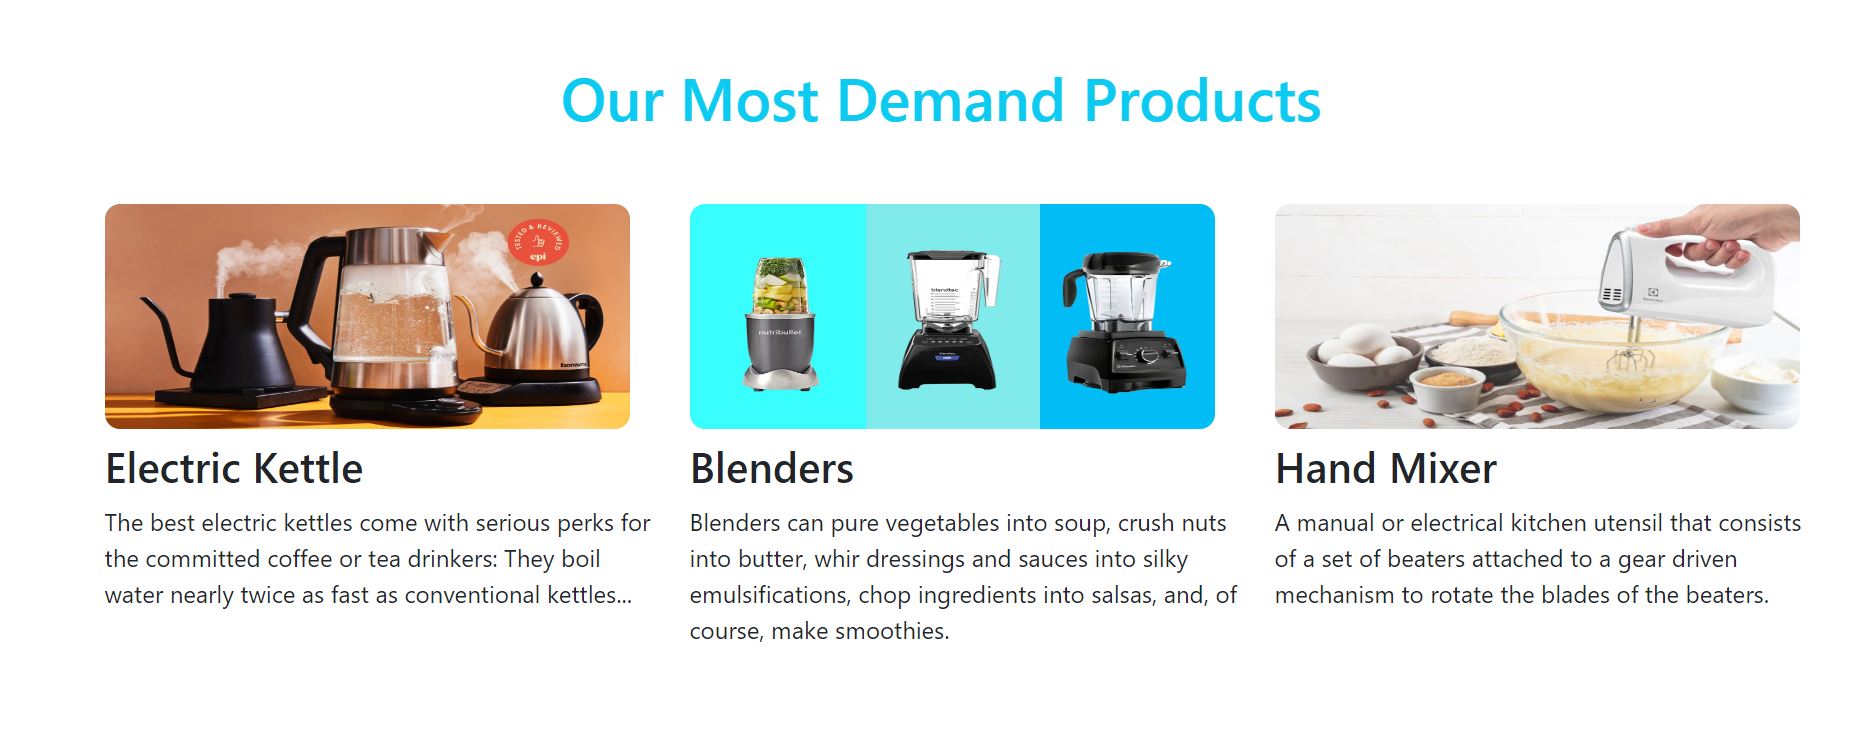 Our Most Demand Products
TESTED & REVIEWED
epi
nutribullet
blendtec
Electric Kettle
Blenders
Hand Mixer
The best electric kettles come with serious perks for
the committed coffee or tea drinkers: They boil
water nearly twice as fast as conventional kettles...
Blenders can pure vegetables into soup, crush nuts
into butter, whir dressings and sauces into silky
emulsifications, chop ingredients into salsas, and, of
course, make smoothies.
A manual or electrical kitchen utensil that consists
of a set of beaters attached to a gear driven
mechanism to rotate the blades of the beaters.